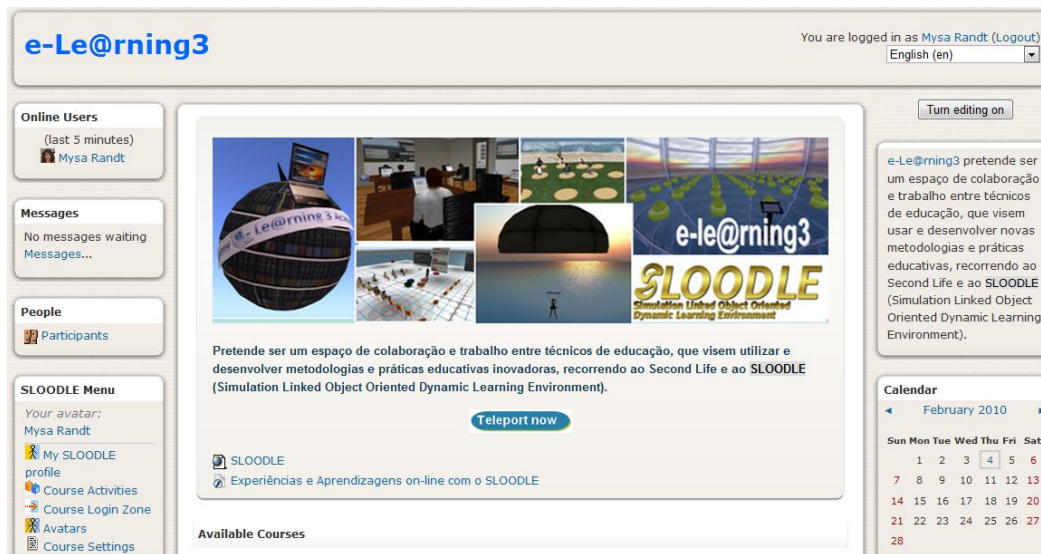 e-Le@rning3
You are logged in as Mysa Randt (Logout)
English (en)
Turn editing on
Online Users
(last 5 minutes)
Mysa Randt
Messages
No messages waiting
Messages...
People
Participants
SLOODLE Menu
Your avatar:
Mysa Randt
My SLOODLE
profile
Course Activities
Course Login Zone
Avatars
Course Settings
e-Le@rning 3
e-le@rning3
SLOODLE
Simulation Linked Object Oriented
Dynamic Learning Environment
Pretende ser um espaço de colaboração e trabalho entre técnicos de educação, que visem utilizar e
desenvolver metodologias e práticas educativas inovadoras, recorrendo ao Second Life e ao SLOODLE
(Simulation Linked Object Oriented Dynamic Learning Environment).
Teleport now
SLOODLE
Experiências e Aprendizagens on-line com o SLOODLE
Available Courses
e-Le@rning3 pretende ser
um espaço de colaboração
e trabalho entre técnicos
de educação, que visem
usar e desenvolver novas
metodologias e práticas
educativas, recorrendo ao
Second Life e ao SLOODLE
(Simulation Linked Object
Oriented Dynamic Learning
Environment).
Calendar
February 2010
Sun Mon Tue Wed Thu Fri Sat
1 2 3 4 5 6
7 8 9 10 11 12 13
14 15 16 17 18 19 20
21 22 23 24 25 26 27
28